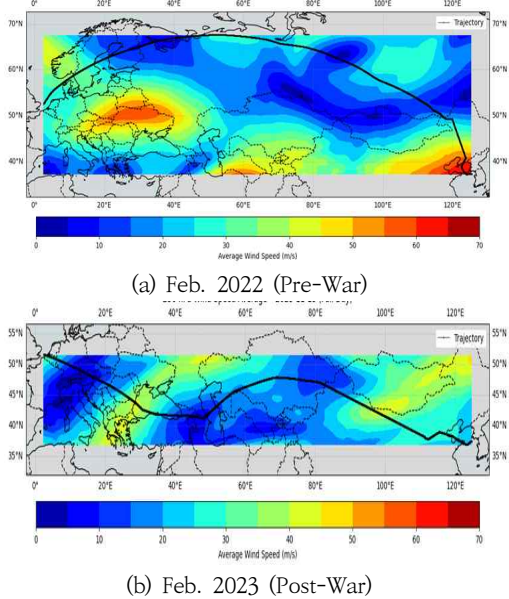 0° 20°E 40°E 60°E 80°E 100°E 120°E
70°N 70°N
Trajectory
60°N 60°N
50°N 50°N
40°N 40°N
0° 20°E 40°E 60°E 80°E 100°E 120°E
0 10 20 30 40 50 60 70
Average Wind Speed (m/s)
(a) Feb. 2022 (Pre-War)
0° 20°E 40°E 60°E 80°E 100°E 120°E
55°N 55°N
Trajectory
50°N 50°N
45°N 45°N
40°N 40°N
35°N 35°N
0° 20°E 40°E 60°E 80°E 100°E 120°E
0 10 20 30 40 50 60 70
Average Wind Speed (m/s)
(b) Feb. 2023 (Post-War)